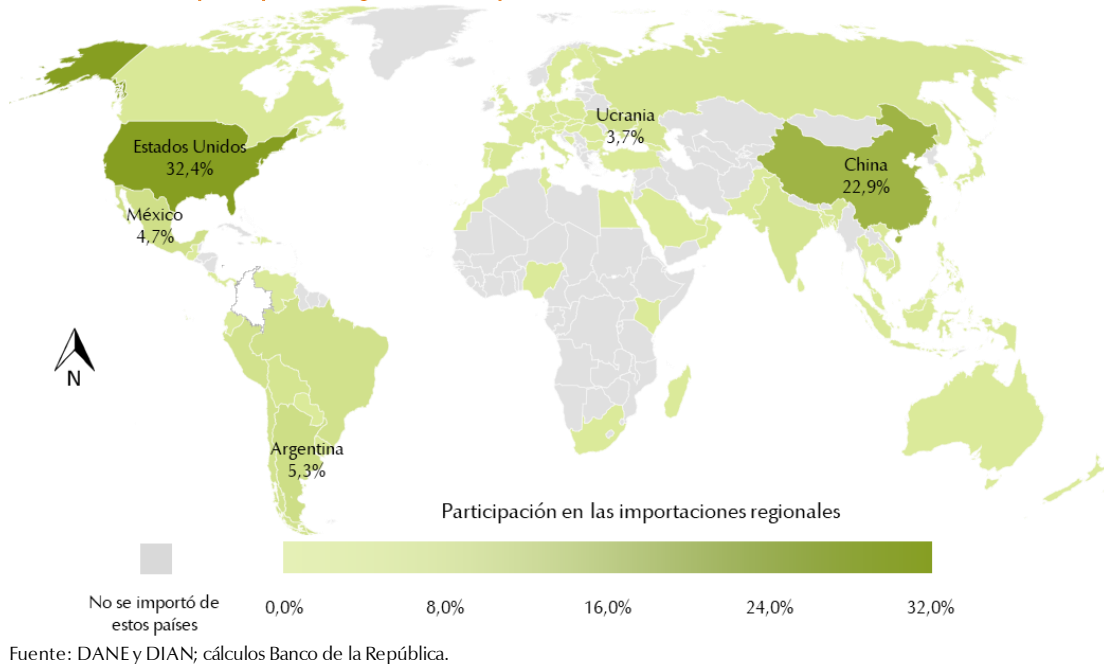 Ucrania
3,7%
Estados Unidos
32,4%
China
22,9%
México
4,7%
N
Argentina
5,3%
Participación en las importaciones regionales
No se importó de
estos países
0,0%
8,0%
16,0%
24,0%
32,0%
Fuente: DANE y DIAN; cálculos Banco de la República.